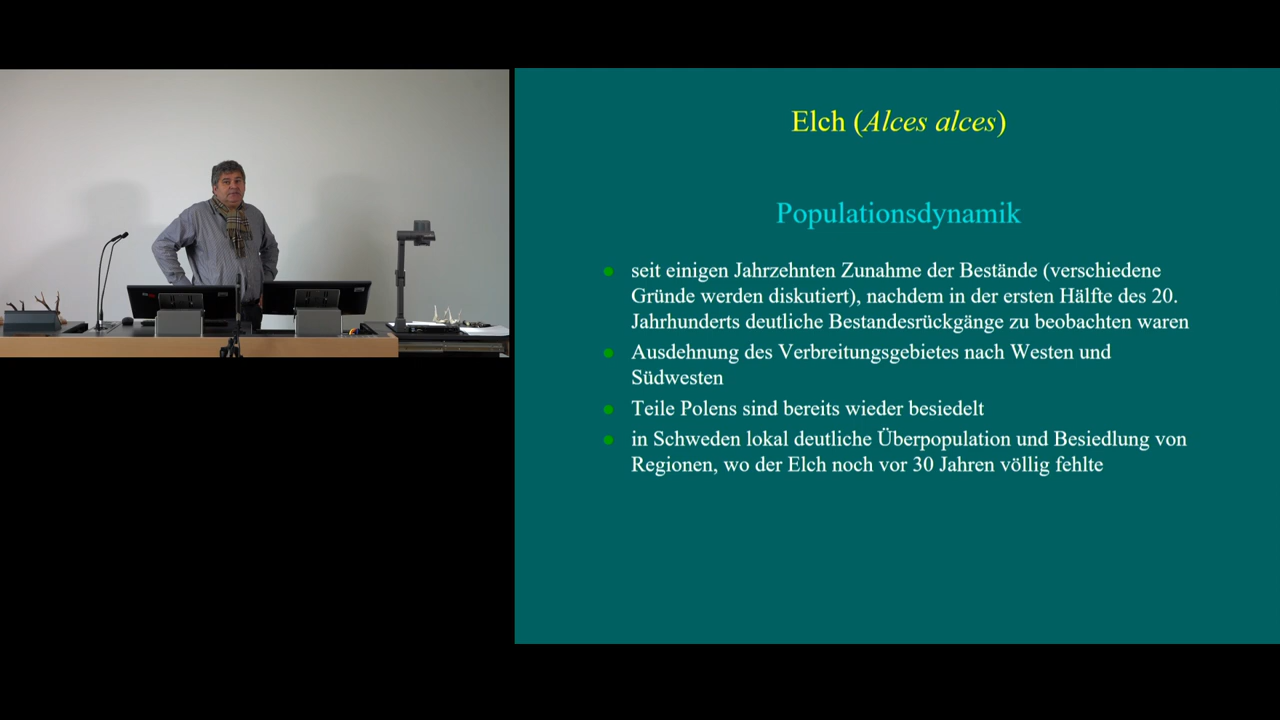 Elch (Alces alces)
Populationsdynamik
seit einigen Jahrzehnten Zunahme der Bestände (verschiedene
Gründe werden diskutiert), nachdem in der ersten Hälfte des 20.
Jahrhunderts deutliche Bestandesrückgänge zu beobachten waren
Ausdehnung des Verbreitungsgebietes nach Westen und
Südwesten
Teile Polens sind bereits wieder besiedelt
in Schweden lokal deutliche Überpopulation und Besiedlung von
Regionen, wo der Elch noch vor 30 Jahren völlig fehlte